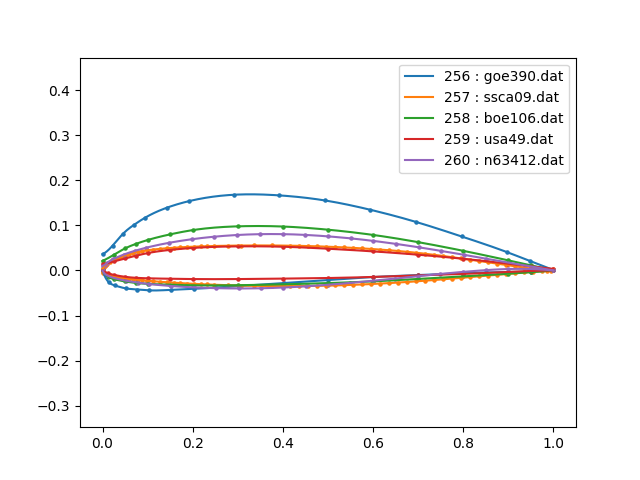 256 : goe390.dat
257 : ssca09.dat
258 : boe106.dat
259 : usa49.dat
260 : n63412.dat
0.4
0.3
0.2
0.1
0.0
−0.1
−0.2
−0.3
0.0 0.2 0.4 0.6 0.8 1.0